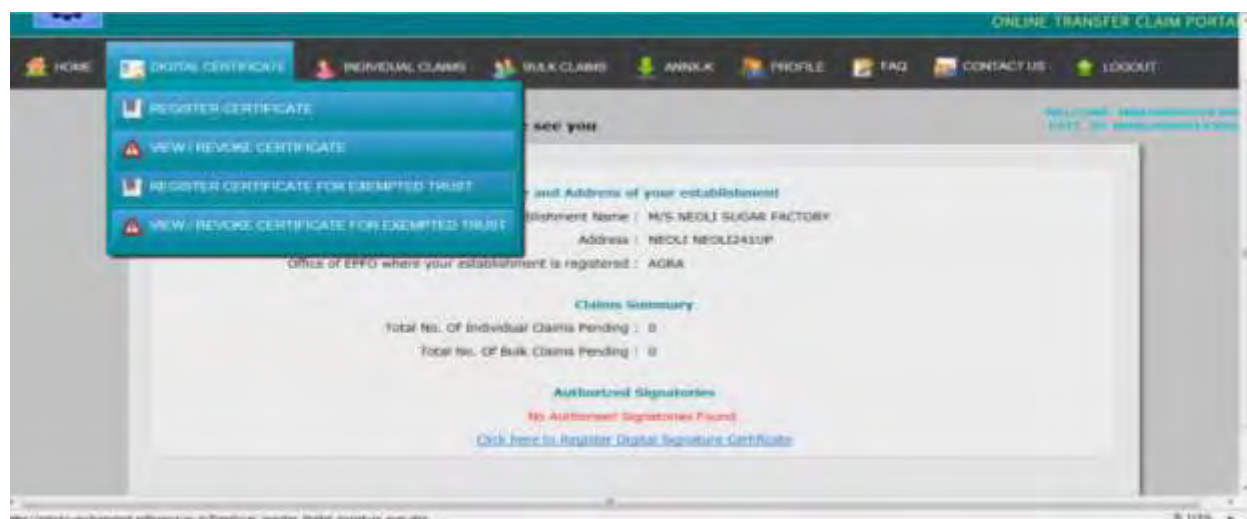 ONLINE TRANSFER CLAIM PORTAL
HOME DIGITAL CERTIFICATE INDIVIDUAL CLAIMS BULK CLAIMS ANNX.K PROFILE FAQ CONTACT US LOGOUT
REGISTER CERTIFICATE
see you
VIEW / REVOKE CERTIFICATE
REGISTER CERTIFICATE FOR EXEMPTED TRUST
and Address of your establishment
VIEW / REVOKE CERTIFICATE FOR EXEMPTED TRUST
Establishment Name : M/S NEOLI SUGAR FACTORY
Address : NEOLI NEOLI241UP
Office of EPFO where your establishment is registered : AGRA
Claims Summary
Total No. Of Individual Claims Pending : 0
Total No. Of Bulk Claims Pending : 0
Authorized Signatories
No Authorised Signatories Found
Click here to Register Digital Signature Certificate